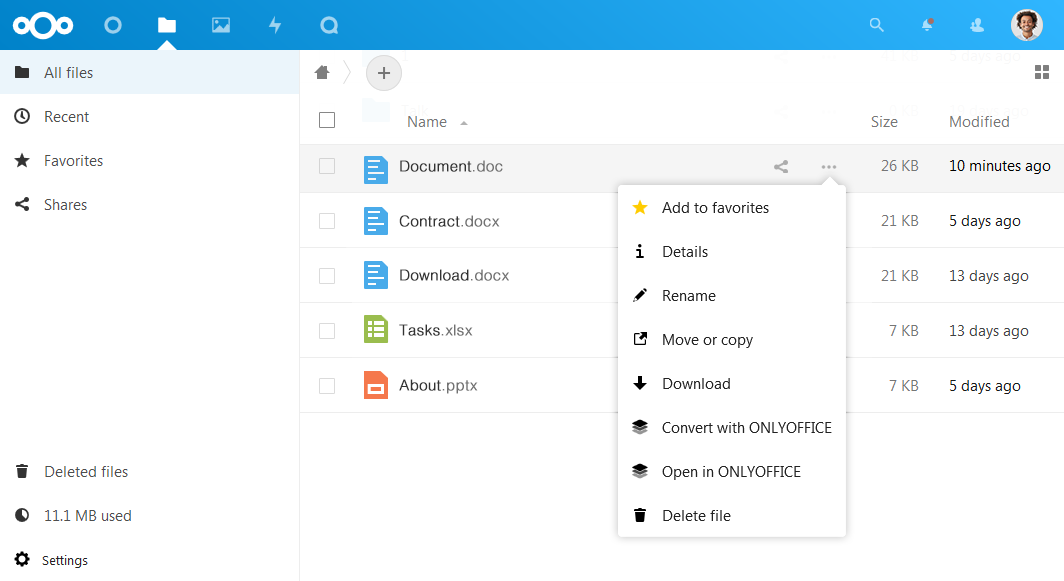 All files
Recent
Favorites
Shares
Deleted files
11.1 MB used
Settings
Name Size Modified
Document.doc 26 KB 10 minutes ago
Contract.docx 21 KB 5 days ago
Download.docx 21 KB 13 days ago
Tasks.xlsx 7 KB 13 days ago
About.pptx 7 KB 5 days ago
Add to favorites
Details
Rename
Move or copy
Download
Convert with ONLYOFFICE
Open in ONLYOFFICE
Delete file